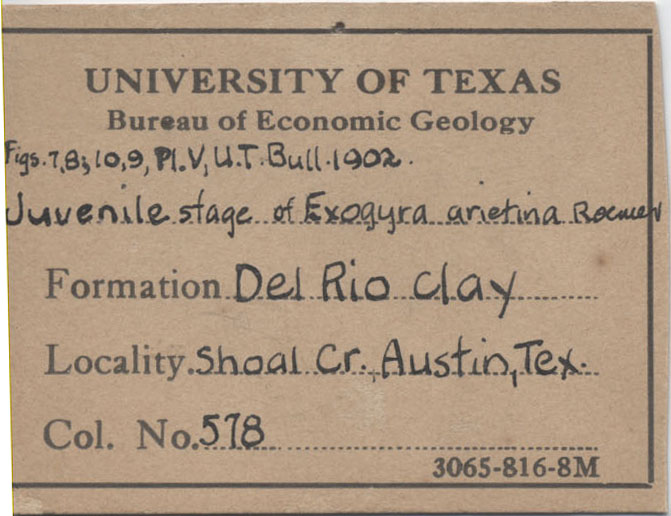 UNIVERSITY OF TEXAS
Bureau of Economic Geology
Figs. 7,8; 10,9, Pl. V, U.T. Bull. 1902.
Juvenile stage of Exogyra arietina Roemer
Formation Del Rio Clay
Locality. Shoal Cr., Austin, Tex.
Col. No. 578
3065-816-8M